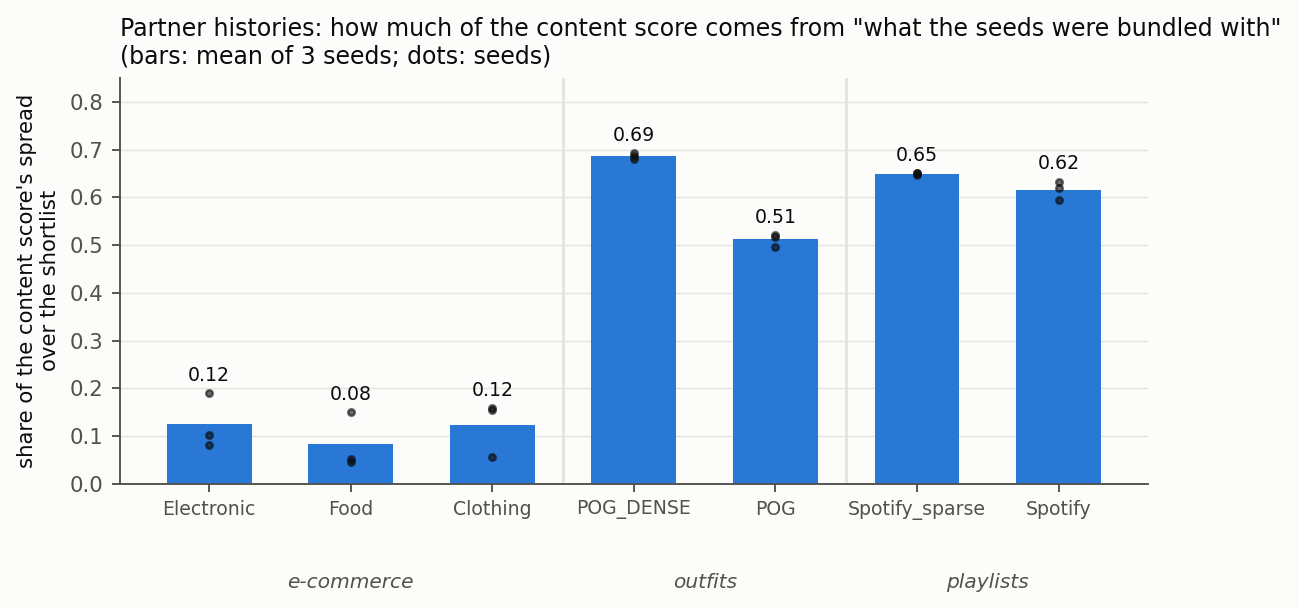 Partner histories: how much of the content score comes from "what the seeds were bundled with"
(bars: mean of 3 seeds; dots: seeds)
share of the content score's spread
over the shortlist
0.8
0.7
0.6
0.5
0.4
0.3
0.2
0.1
0.0
0.12
0.08
0.12
0.69
0.51
0.65
0.62
Electronic
Food
Clothing
POG_DENSE
POG
Spotify_sparse
Spotify
e-commerce
outfits
playlists